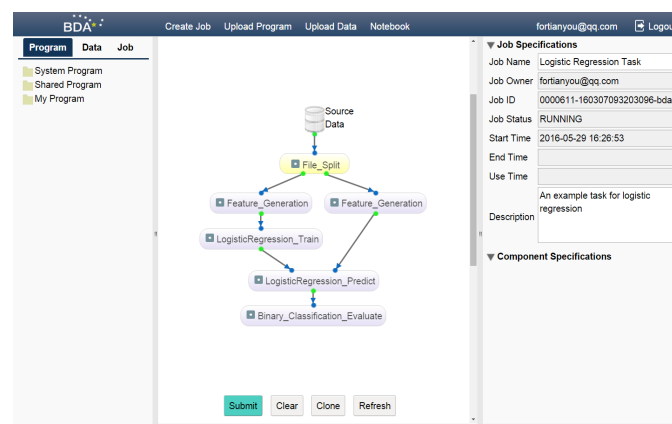 BDA
Create Job Upload Program Upload Data Notebook fortianyou@qq.com Logou
Program Data Job
System Program
Shared Program
My Program
Source
Data
File_Split
Feature_Generation Feature_Generation
LogisticRegression_Train
LogisticRegression_Predict
Binary_Classification_Evaluate
Submit Clear Clone Refresh
Job Specifications
Job Name Logistic Regression Task
Job Owner fortianyou@qq.com
Job ID 0000611-160307093203096-bda
Job Status RUNNING
Start Time 2016-05-29 16:26:53
End Time
Use Time
Description An example task for logistic
regression
Component Specifications